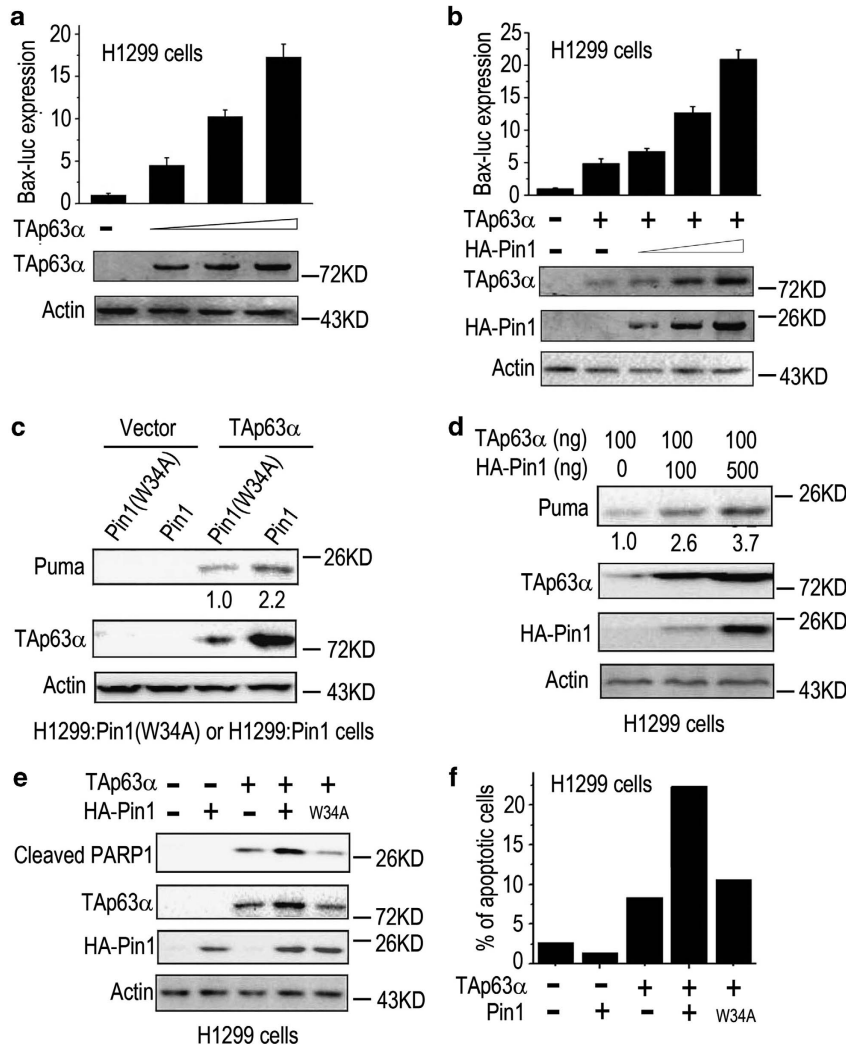 a
H1299 cells
Bax-luc expression
20
15
10
5
0
TAp63α −
TAp63α
72KD
Actin
43KD
b
H1299 cells
Bax-luc expression
25
20
15
10
5
0
TAp63α − + + + +
HA-Pin1 − −
TAp63α
72KD
HA-Pin1
26KD
Actin
43KD
c
Vector TAp63α
Pin1(W34A) Pin1 Pin1(W34A) Pin1
Puma
26KD
1.0 2.2
TAp63α
72KD
Actin
43KD
H1299:Pin1(W34A) or H1299:Pin1 cells
d
TAp63α (ng) 100 100 100
HA-Pin1 (ng) 0 100 500
Puma
26KD
1.0 2.6 3.7
TAp63α
72KD
HA-Pin1
26KD
Actin
43KD
H1299 cells
e
TAp63α − − + + +
HA-Pin1 − + − + W34A
Cleaved PARP1
26KD
TAp63α
72KD
HA-Pin1
26KD
Actin
43KD
H1299 cells
f
H1299 cells
% of apoptotic cells
20
15
10
5
0
TAp63α − − + + +
Pin1 − + − + W34A